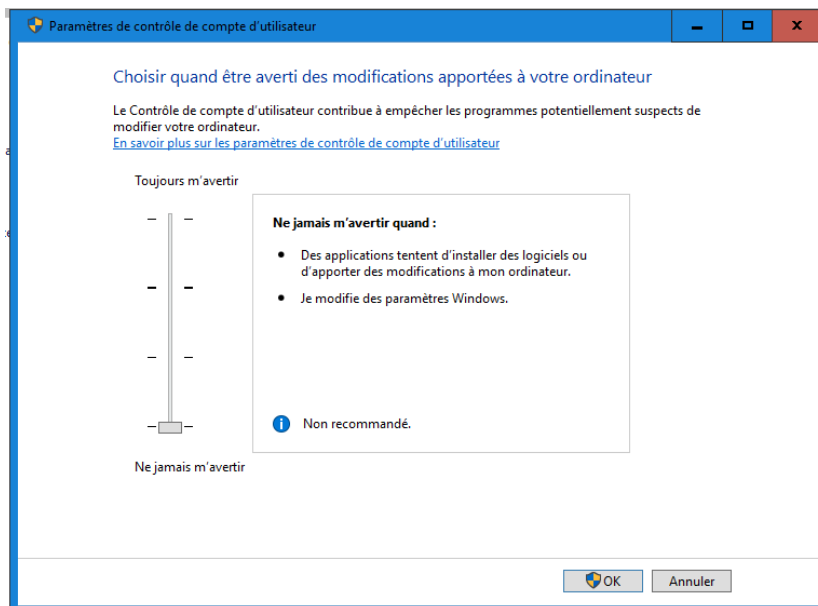 Paramètres de contrôle de compte d'utilisateur
Choisir quand être averti des modifications apportées à votre ordinateur
Le Contrôle de compte d'utilisateur contribue à empêcher les programmes potentiellement suspects de
modifier votre ordinateur.
En savoir plus sur les paramètres de contrôle de compte d'utilisateur
Toujours m'avertir
Ne jamais m'avertir quand :
Des applications tentent d'installer des logiciels ou
d'apporter des modifications à mon ordinateur.
Je modifie des paramètres Windows.
Non recommandé.
Ne jamais m'avertir
OK
Annuler